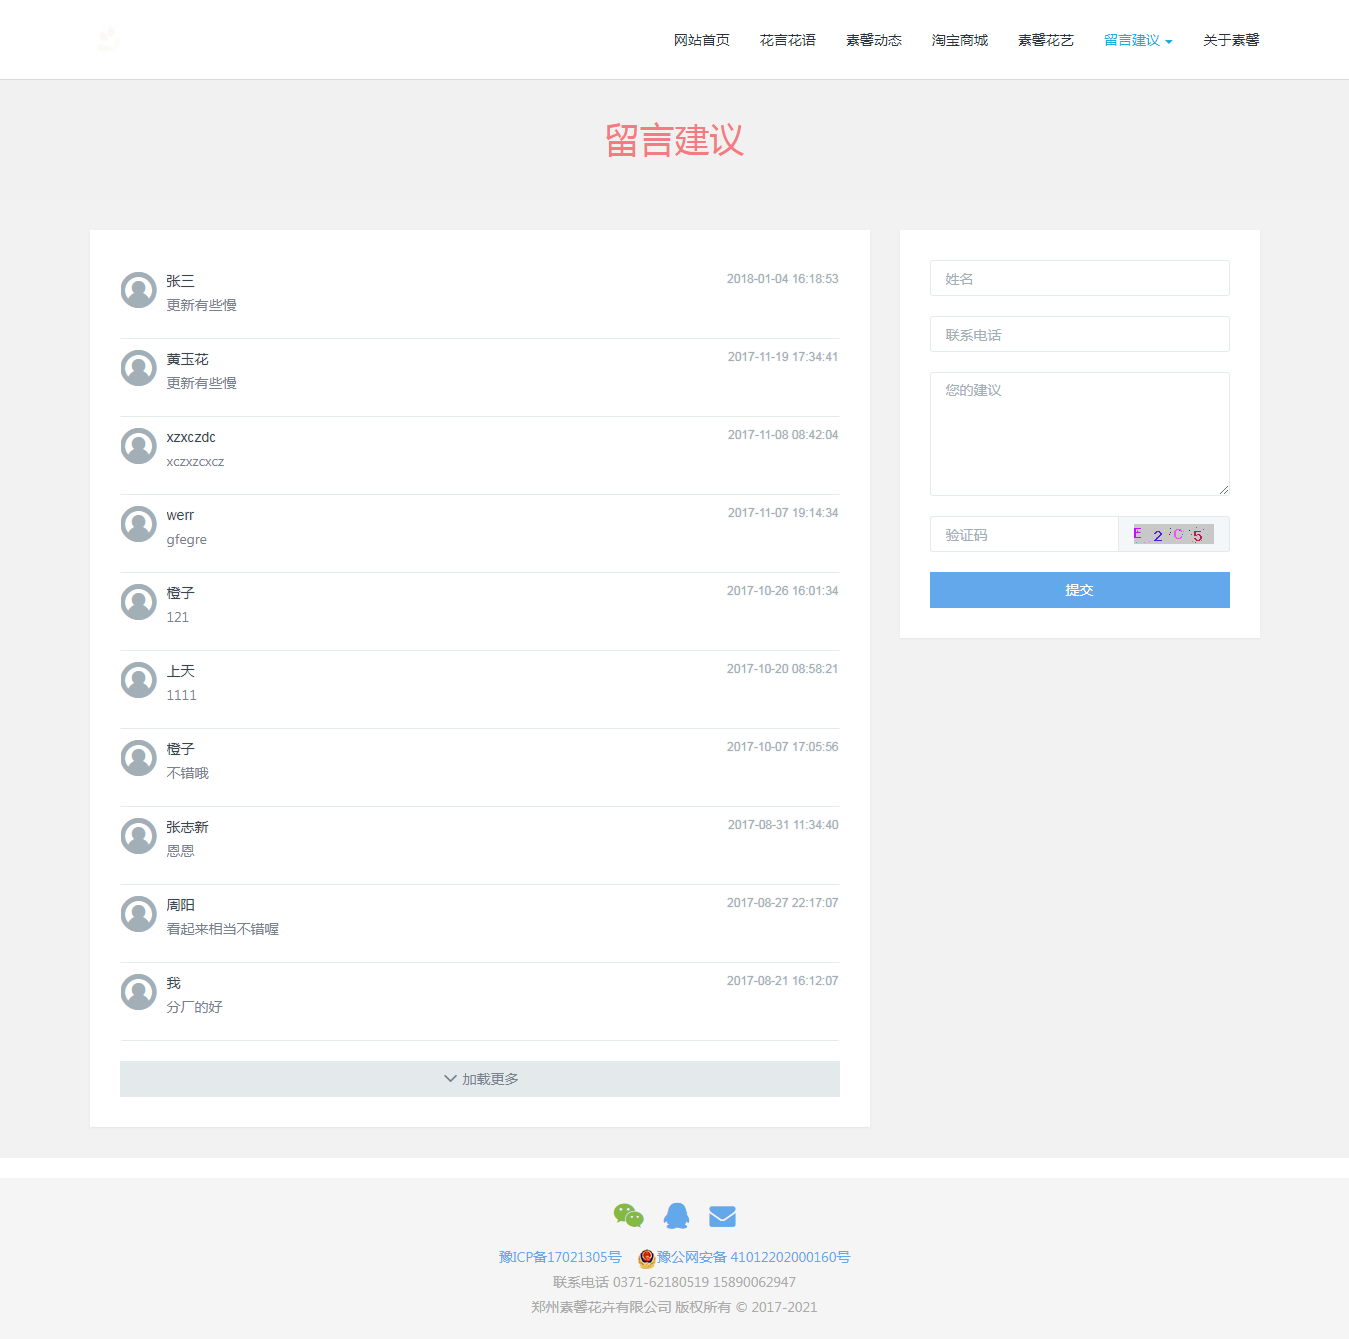 网站首页 花言花语 素馨动态 淘宝商城 素馨花艺 留言建议 关于素馨
留言建议
张三 2018-01-04 16:18:53
更新有些慢
黄玉花 2017-11-19 17:34:41
更新有些慢
xzxczdc 2017-11-08 08:42:04
xczxzcxcz
werr 2017-11-07 19:14:34
gfegre
橙子 2017-10-26 16:01:34
121
上天 2017-10-20 08:58:21
1111
橙子 2017-10-07 17:05:56
不错哦
张志新 2017-08-31 11:34:40
恩恩
周阳 2017-08-27 22:17:07
看起来相当不错喔
我 2017-08-21 16:12:07
分厂的好
加载更多
姓名
联系电话
您的建议
验证码 E2C5
提交
豫ICP备17021305号 豫公网安备 41012202000160号
联系电话 0371-62180519 15890062947
郑州素馨花卉有限公司 版权所有 © 2017-2021